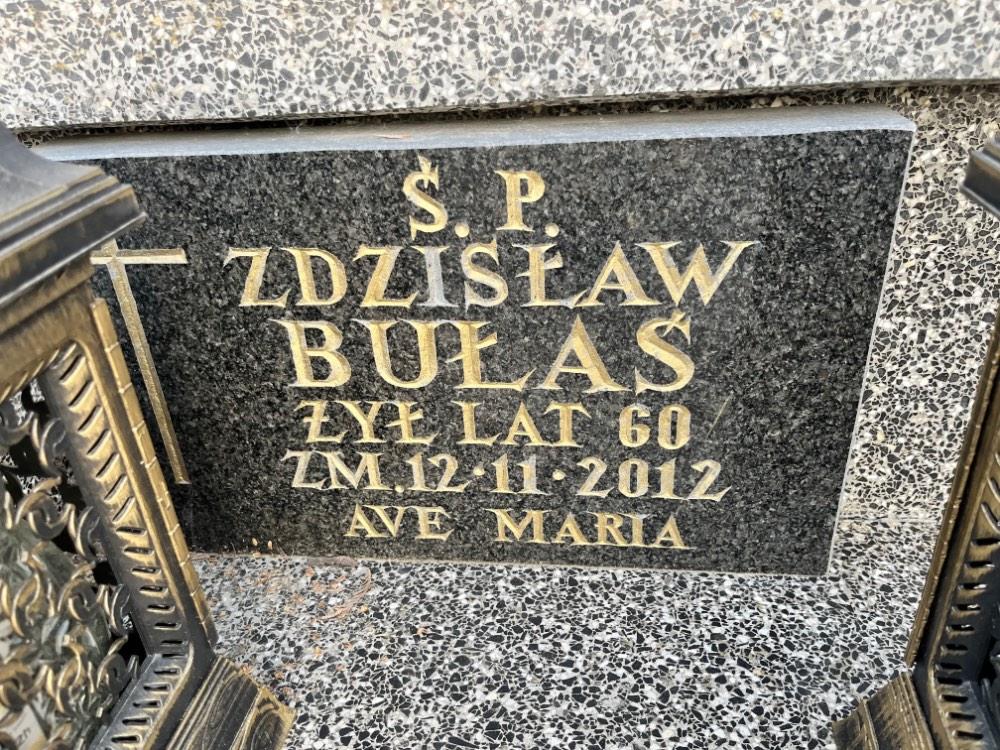 Ś. P.
ZDZISŁAW
BUŁAŚ
ŻYŁ LAT 60
ZM. 12·11·2012
AVE MARIA